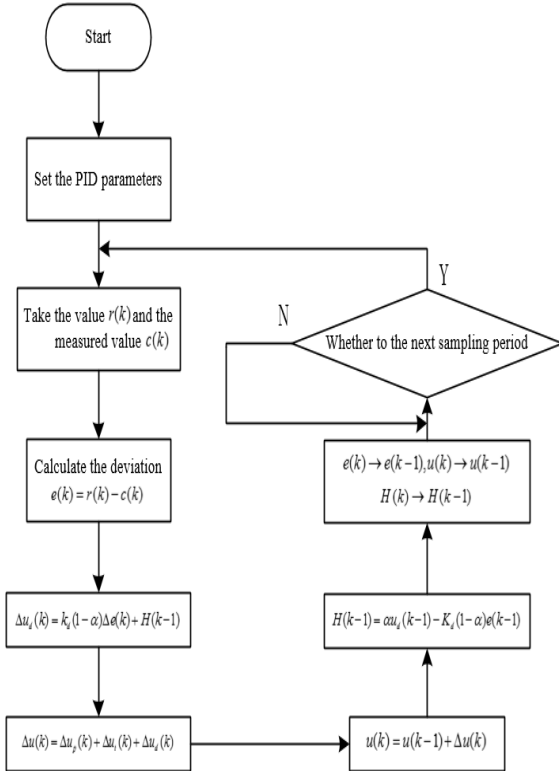 Start
Set the PID parameters
Take the value r(k) and the
measured value c(k)
Calculate the deviation
e(k) = r(k) − c(k)
Δu_d(k) = k_d(1−α)Δe(k) + H(k−1)
Δu(k) = Δu_p(k) + Δu_i(k) + Δu_d(k)
u(k) = u(k−1) + Δu(k)
H(k−1) = αu_d(k−1) − K_d(1−α)e(k−1)
e(k) → e(k−1), u(k) → u(k−1)
H(k) → H(k−1)
Whether to the next sampling period
N
Y